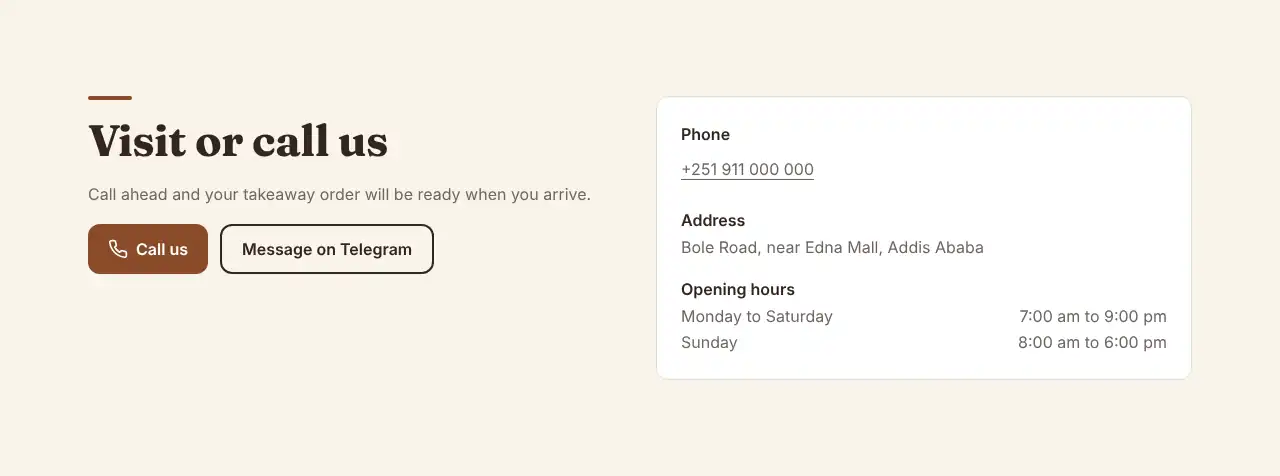 Visit or call us
Call ahead and your takeaway order will be ready when you arrive.
Call us
Message on Telegram
Phone
+251 911 000 000
Address
Bole Road, near Edna Mall, Addis Ababa
Opening hours
Monday to Saturday 7:00 am to 9:00 pm
Sunday 8:00 am to 6:00 pm